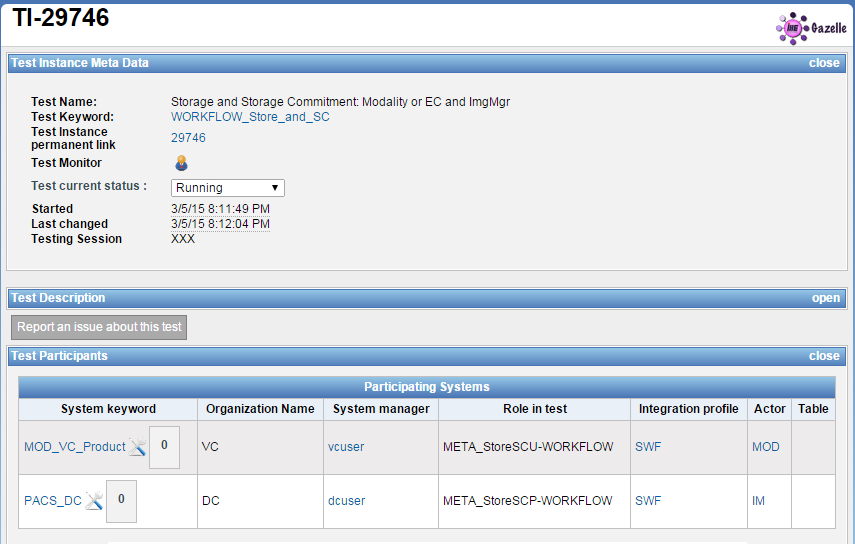 TI-29746
IHE Gazelle
Test Instance Meta Data close
Test Name: Storage and Storage Commitment: Modality or EC and ImgMgr
Test Keyword: WORKFLOW_Store_and_SC
Test Instance
permanent link 29746
Test Monitor
Test current status : Running
Started 3/5/15 8:11:49 PM
Last changed 3/5/15 8:12:04 PM
Testing Session XXX
Test Description open
Report an issue about this test
Test Participants close
Participating Systems
System keyword Organization Name System manager Role in test Integration profile Actor Table
MOD_VC_Product 0 VC vcuser META_StoreSCU-WORKFLOW SWF MOD
PACS_DC 0 DC dcuser META_StoreSCP-WORKFLOW SWF IM